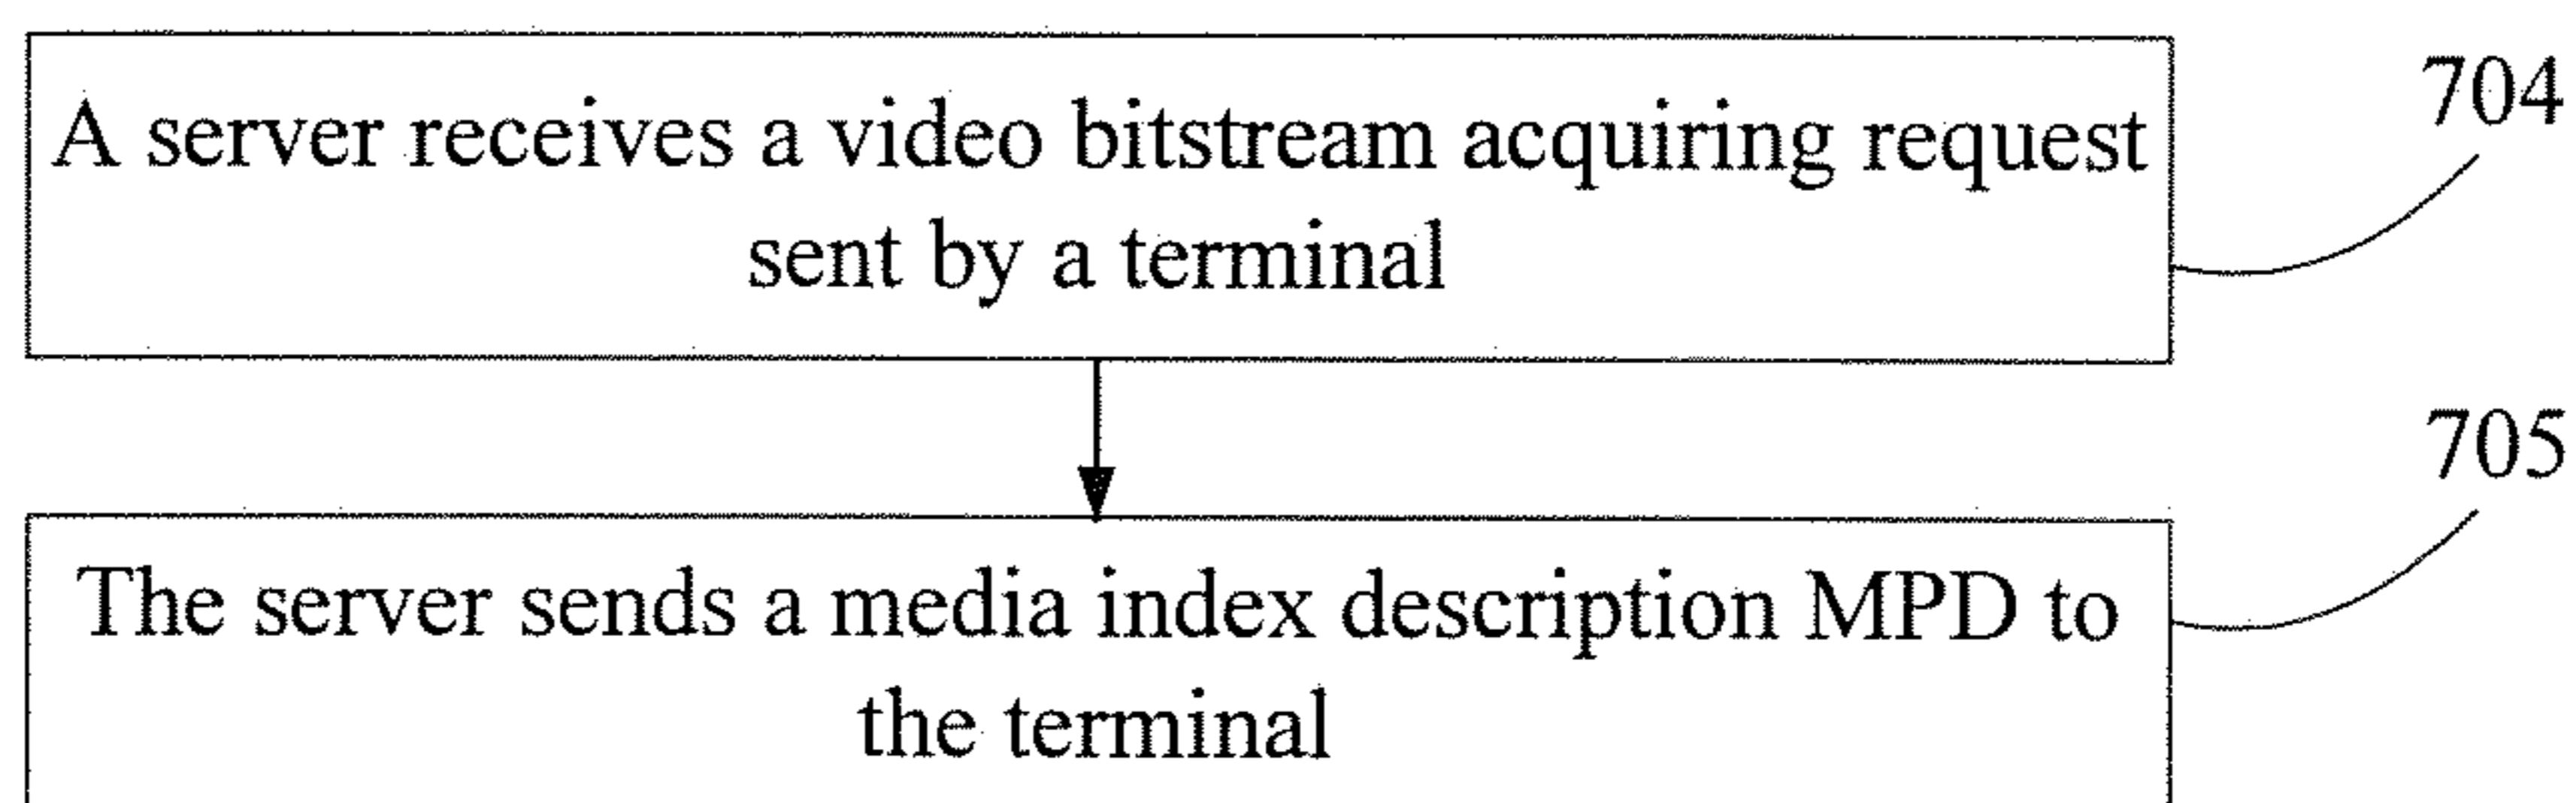 A server receives a video bitstream acquiring request
sent by a terminal
704
The server sends a media index description MPD to
the terminal
705